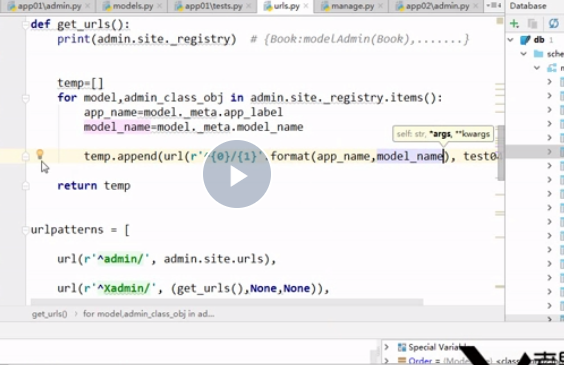 app01\admin.py models.py app01\tests.py urls.py manage.py app02\admin.py Database
def get_urls():
print(admin.site._registry) # {Book:modelAdmin(Book),.......}
db 1
sche
temp=[]
for model,admin_class_obj in admin.site._registry.items():
app_name=model._meta.app_label
model_name=model._meta.model_name
self: str, *args, **kwargs
temp.append(url(r'^{0}/{1}'.format(app_name,model_name), test0
return temp
urlpatterns = [
url(r'^admin/', admin.site.urls),
url(r'^Xadmin/', (get_urls(),None,None)),
get_urls() for model,admin_class_obj in ad...
Special Variab
Order =